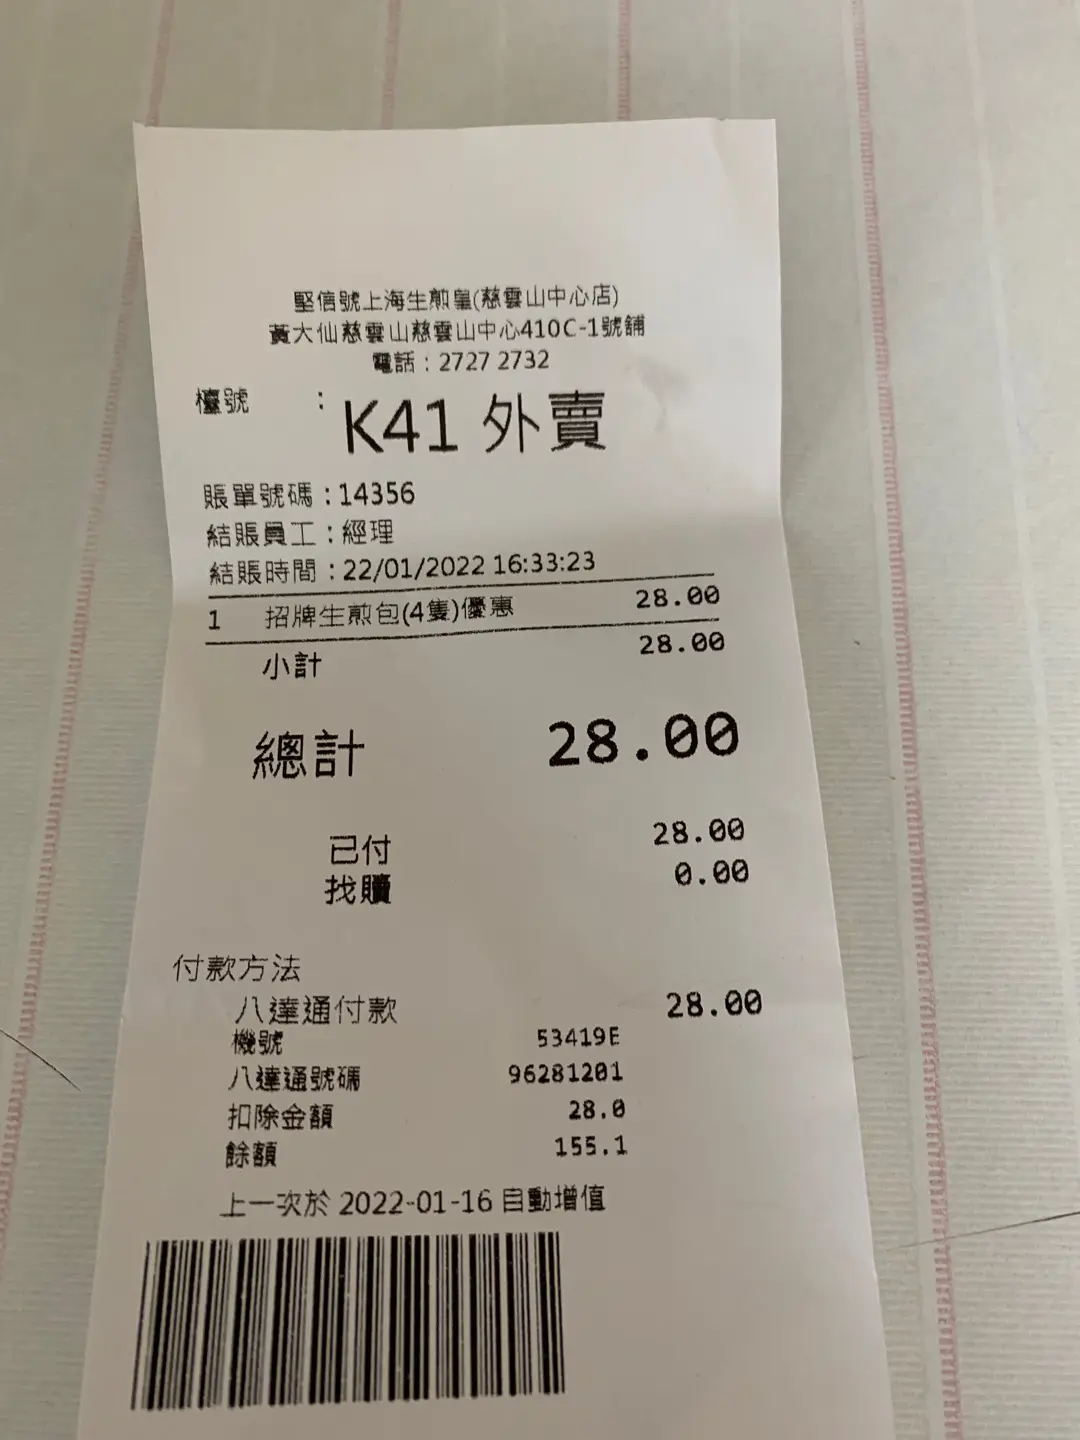 堅信號上海生煎皇(慈雲山中心店)
黃大仙慈雲山慈雲山中心410C-1號舖
電話：2727 2732
檯號 : K41 外賣
賬單號碼：14356
結賬員工：經理
結賬時間：22/01/2022 16:33:23
1 招牌生煎包(4隻)優惠 28.00
小計 28.00
總計 28.00
已付 28.00
找贖 0.00
付款方法
八達通付款 28.00
機號 53419E
八達通號碼 96281201
扣除金額 28.0
餘額 155.1
上一次於 2022-01-16 自動增值